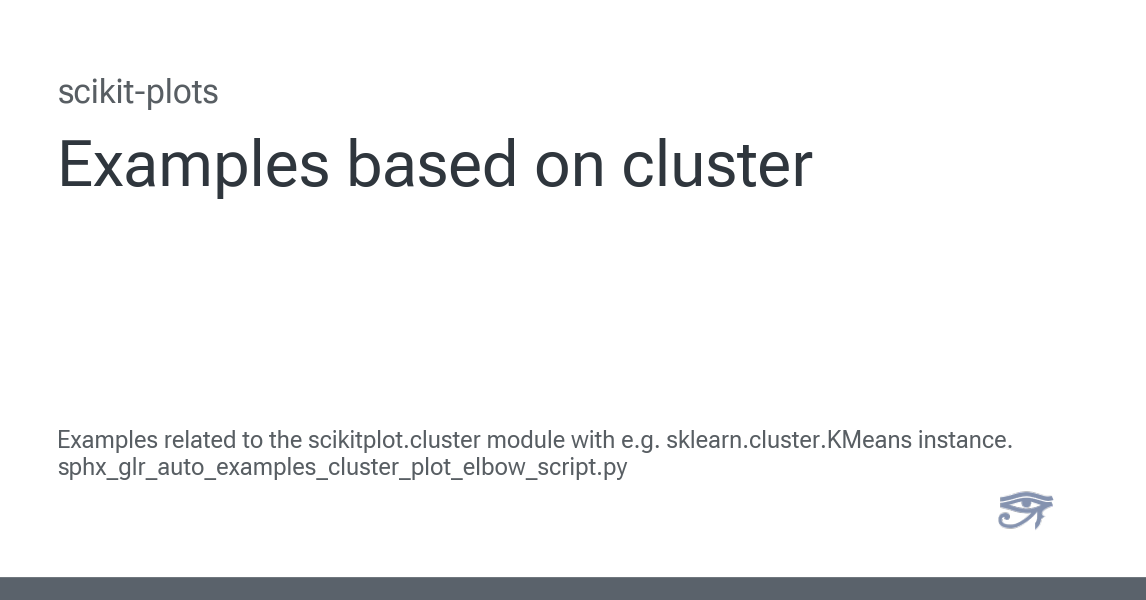 scikit-plots
Examples based on cluster
Examples related to the scikitplot.cluster module with e.g. sklearn.cluster.KMeans instance.
sphx_glr_auto_examples_cluster_plot_elbow_script.py